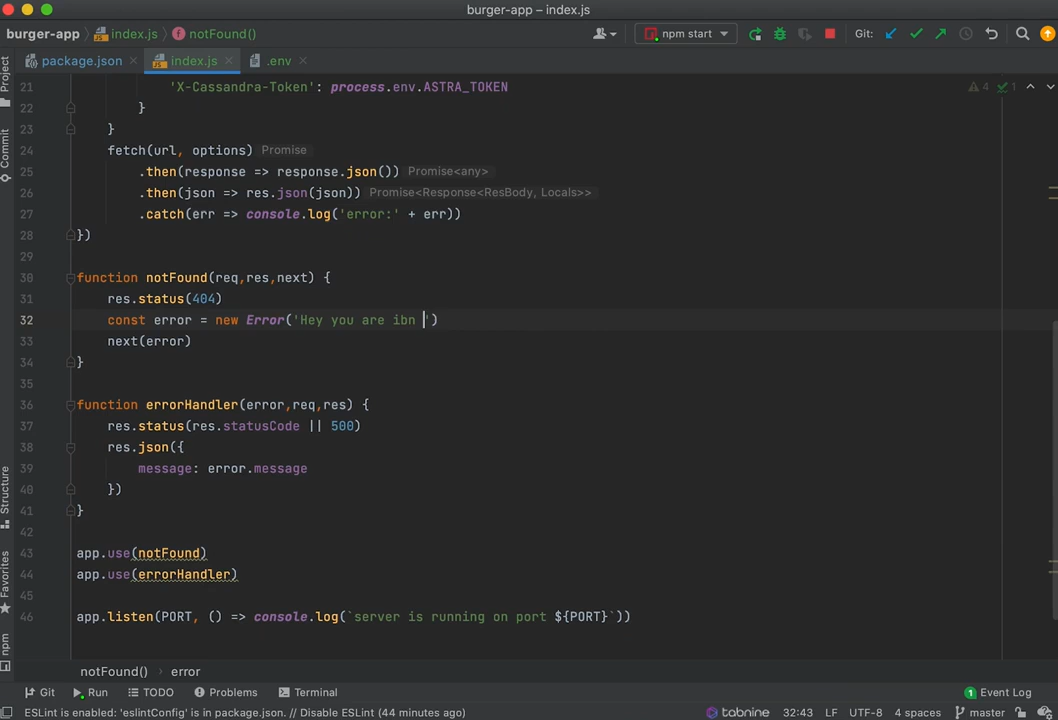 burger-app – index.js
burger-app index.js notFound()
npm start
Git:
package.json
index.js
.env
Project
Commit
Structure
Favorites
npm
4
1
21 'X-Cassandra-Token': process.env.ASTRA_TOKEN
22 }
23 }
24 fetch(url, options) Promise
25 .then(response => response.json()) Promise<any>
26 .then(json => res.json(json)) Promise<Response<ResBody, Locals>>
27 .catch(err => console.log('error:' + err))
28 })
29
30 function notFound(req,res,next) {
31 res.status(404)
32 const error = new Error('Hey you are ibn ')
33 next(error)
34 }
35
36 function errorHandler(error,req,res) {
37 res.status(res.statusCode || 500)
38 res.json({
39 message: error.message
40 })
41 }
42
43 app.use(notFound)
44 app.use(errorHandler)
45
46 app.listen(PORT, () => console.log(`server is running on port ${PORT}`))
notFound() error
Git
Run
TODO
Problems
Terminal
1 Event Log
ESLint is enabled: 'eslintConfig' is in package.json. // Disable ESLint (44 minutes ago)
tabnine
32:43
LF
UTF-8
4 spaces
master